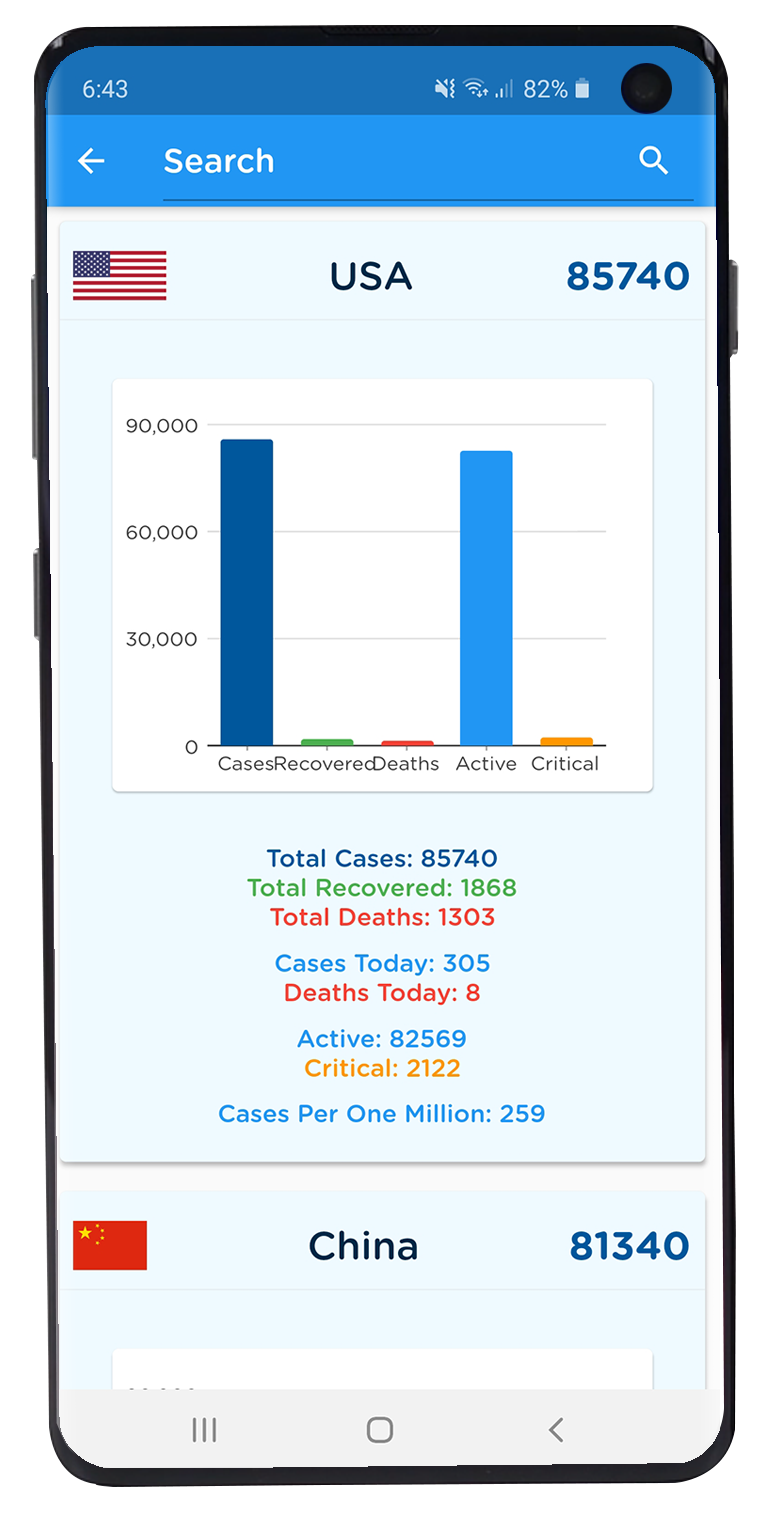 6:43 82%
Search
USA 85740
90,000
60,000
30,000
0
Cases Recovered Deaths Active Critical
Total Cases: 85740
Total Recovered: 1868
Total Deaths: 1303
Cases Today: 305
Deaths Today: 8
Active: 82569
Critical: 2122
Cases Per One Million: 259
China 81340